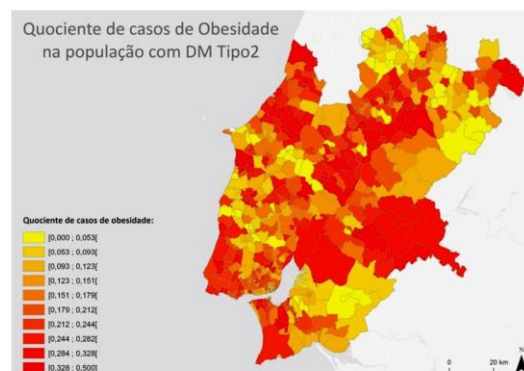 Quociente de casos de Obesidade
na população com DM Tipo2
Quociente de casos de obesidade:
[0,000 ; 0,053[
[0,053 ; 0,093[
[0,093 ; 0,123[
[0,123 ; 0,151[
[0,151 ; 0,179[
[0,179 ; 0,212[
[0,212 ; 0,244[
[0,244 ; 0,282[
[0,284 ; 0,328[
[0,328 ; 0,500]
N
0 20 km